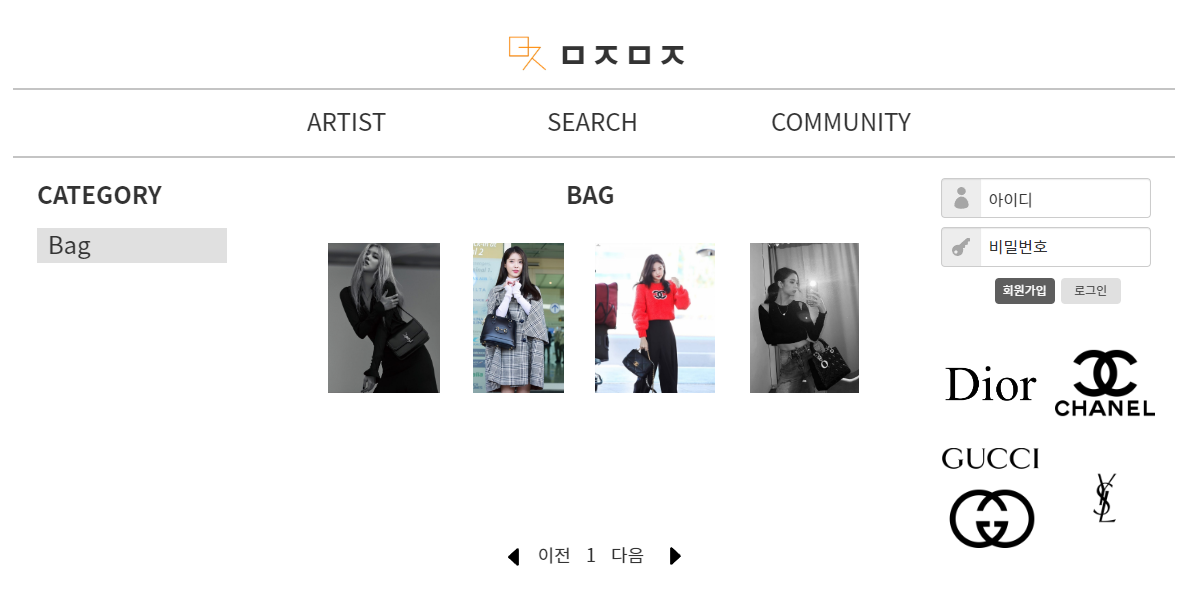 ㅁㅈㅁㅈ
ARTIST SEARCH COMMUNITY
CATEGORY
Bag
BAG
아이디
비밀번호
회원가입 로그인
Dior
CHANEL
GUCCI
YSL
이전 1 다음